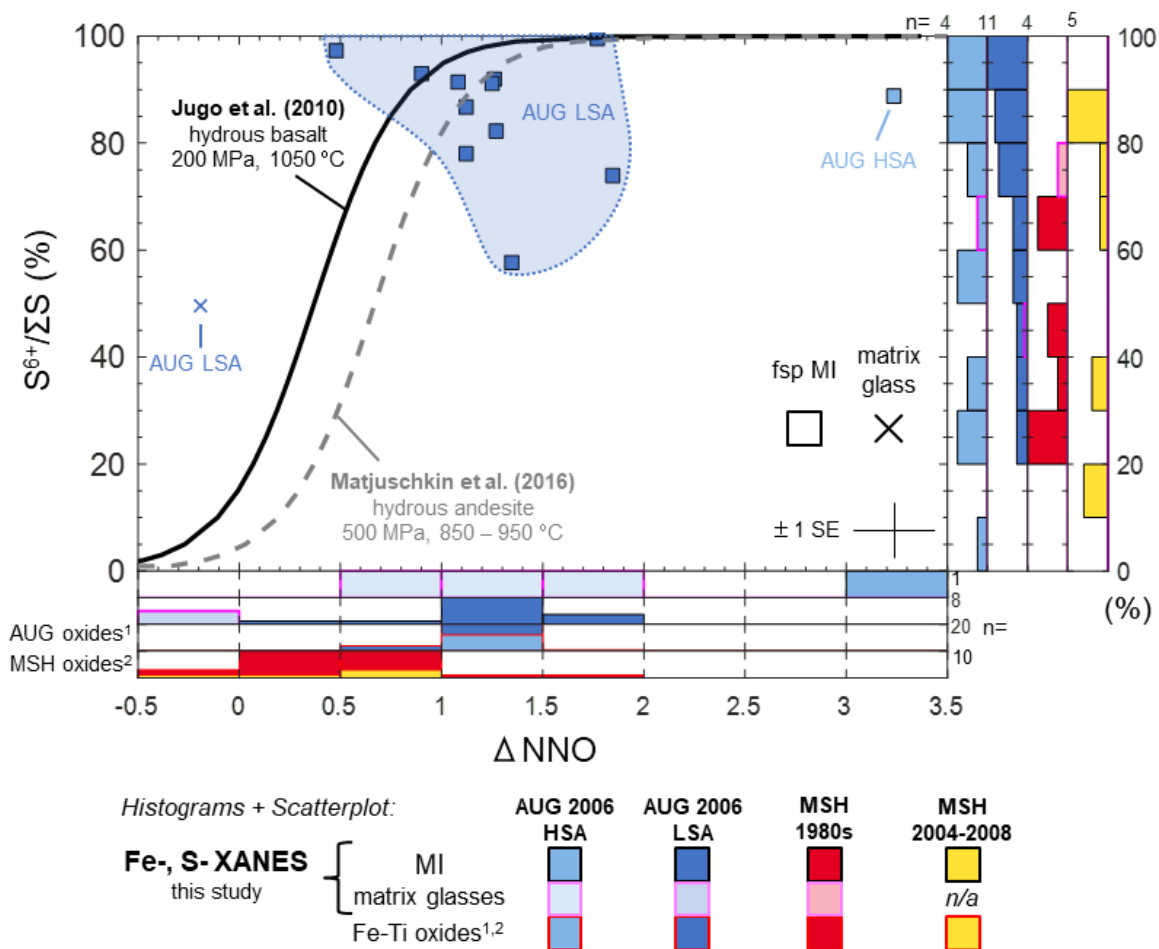 n= 4 11 4 5
100
80
60
40
20
0
S⁶⁺/ΣS (%)
Jugo et al. (2010)
hydrous basalt
200 MPa, 1050 °C
AUG LSA
AUG HSA
AUG LSA
fsp MI
matrix
glass
Matjuschkin et al. (2016)
hydrous andesite
500 MPa, 850 – 950 °C
± 1 SE
100
80
60
40
20
0
(%)
1
8
AUG oxides¹
20 n=
MSH oxides²
10
-0.5 0 0.5 1 1.5 2 2.5 3 3.5
Δ NNO
Histograms + Scatterplot:
AUG 2006
HSA
AUG 2006
LSA
MSH
1980s
MSH
2004-2008
Fe-, S- XANES
this study
MI
matrix glasses
n/a
Fe-Ti oxides¹,²